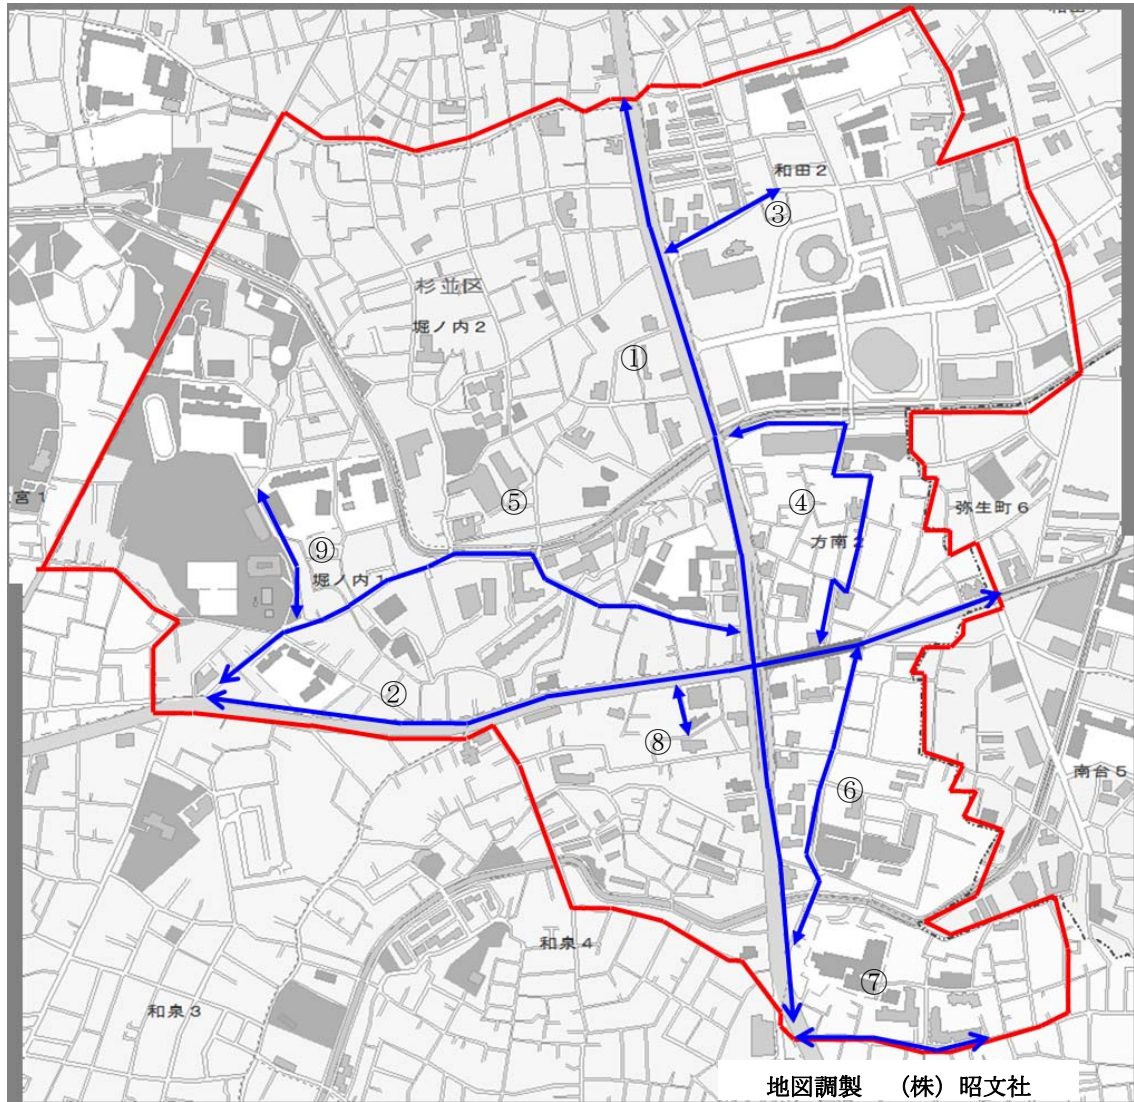 和田2
③
杉並区
堀ノ内2
①
宮1
④
⑤
弥生町6
方南2
⑨
堀ノ内1
②
⑧
南台5
⑥
和泉4
⑦
和泉3
地図調製 (株) 昭文社